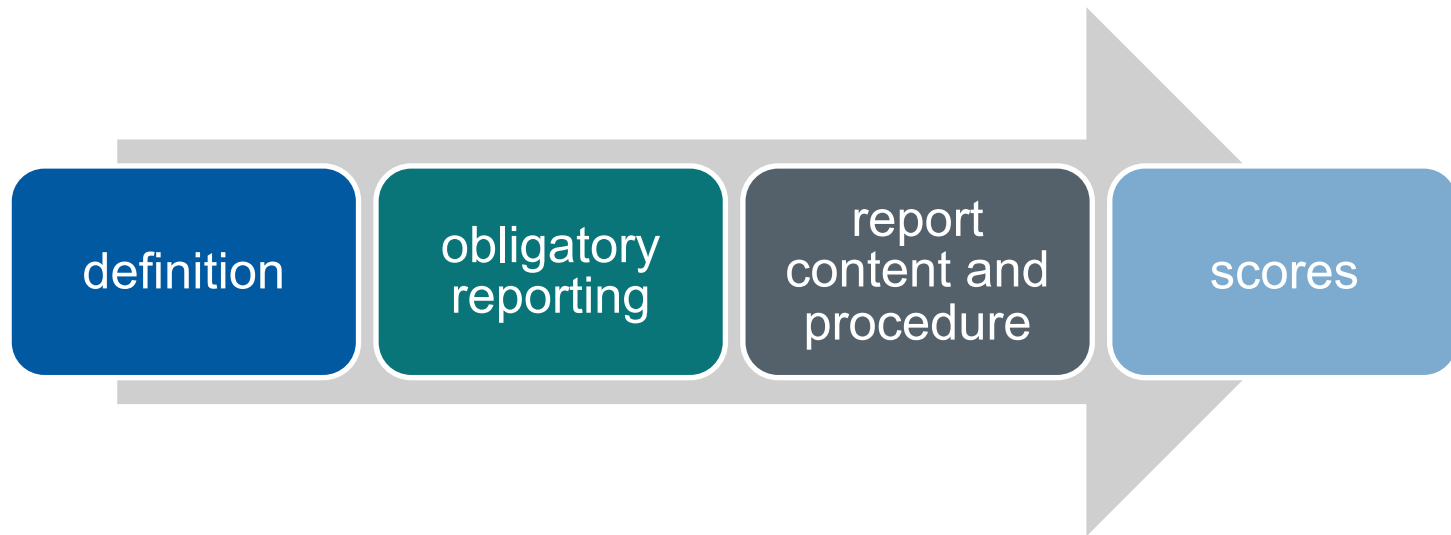 definition
obligatory
reporting
report
content and
procedure
scores